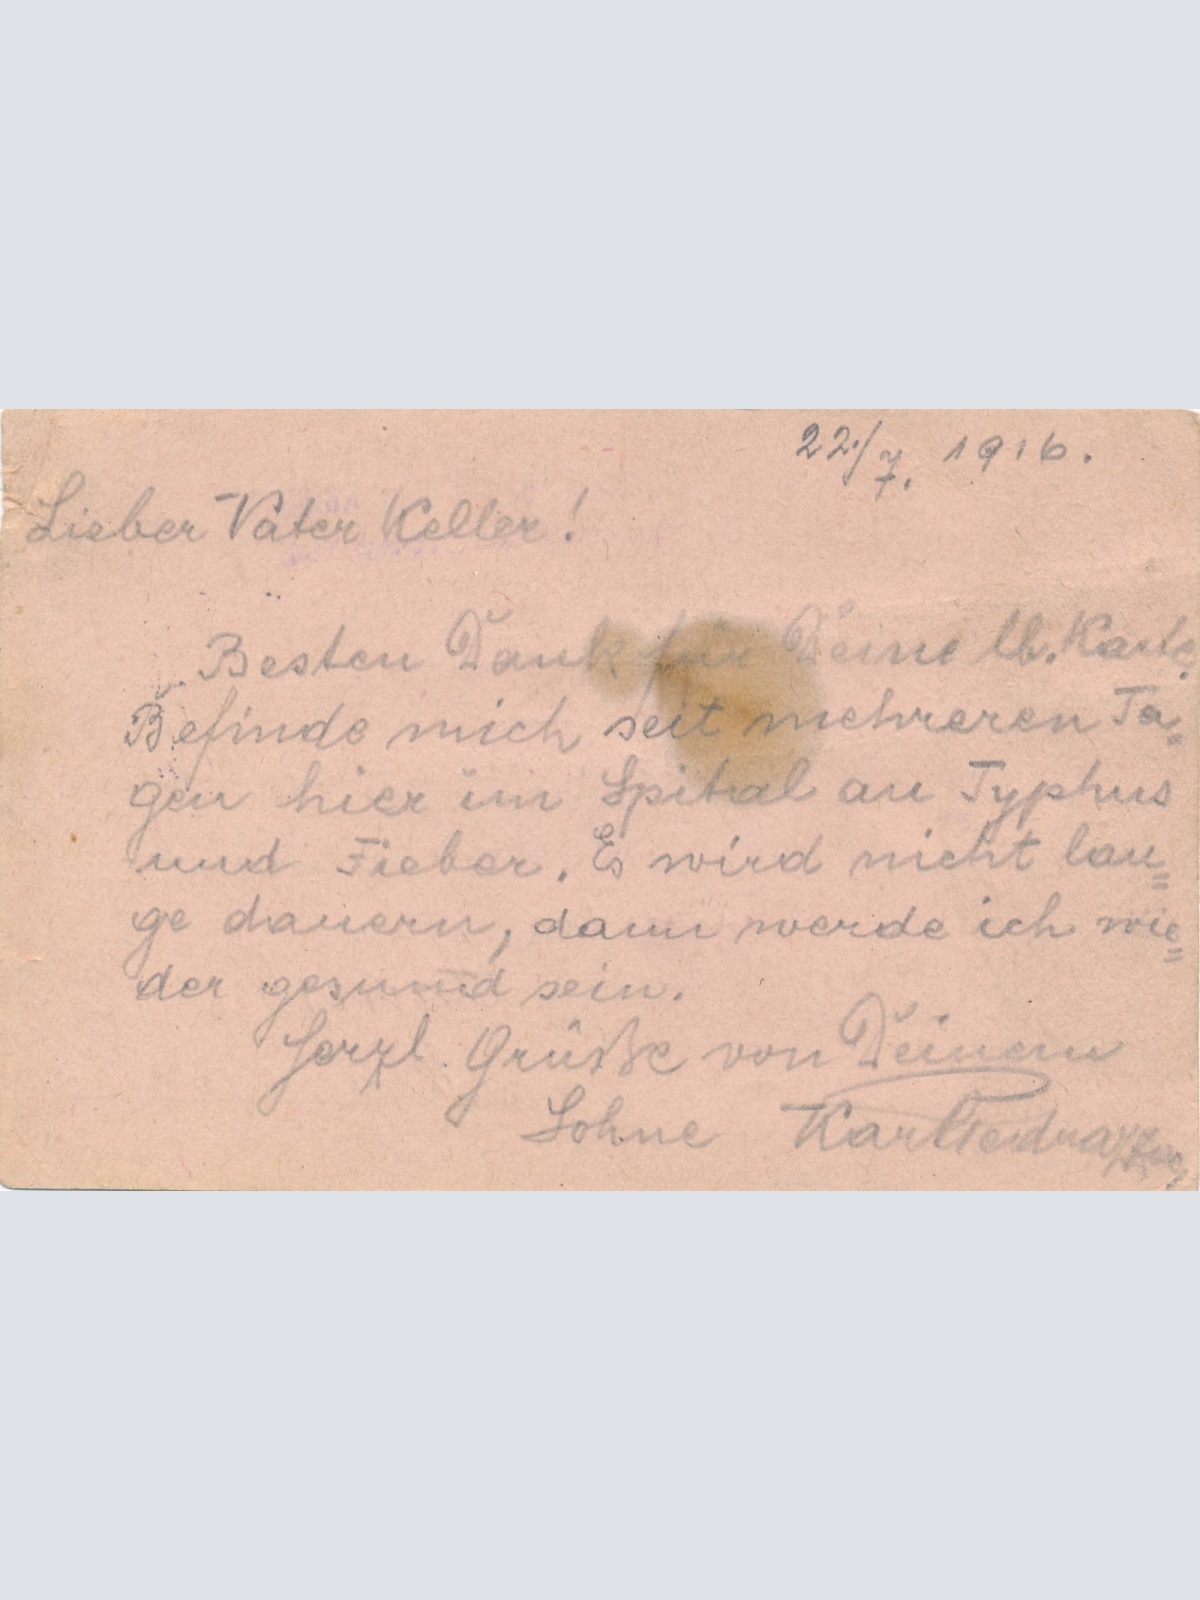 22./7. 1916.
Lieber Vater Keller!
Besten Dank für Deine lb. Karte.
Befinde mich seit mehreren Ta=
gen hier im Spital an Typhus
und Fieber. Es wird nicht lan=
ge dauern, dann werde ich wie=
der gesund sein.
Herzl. Grüße von Deinem
Sohne Karl